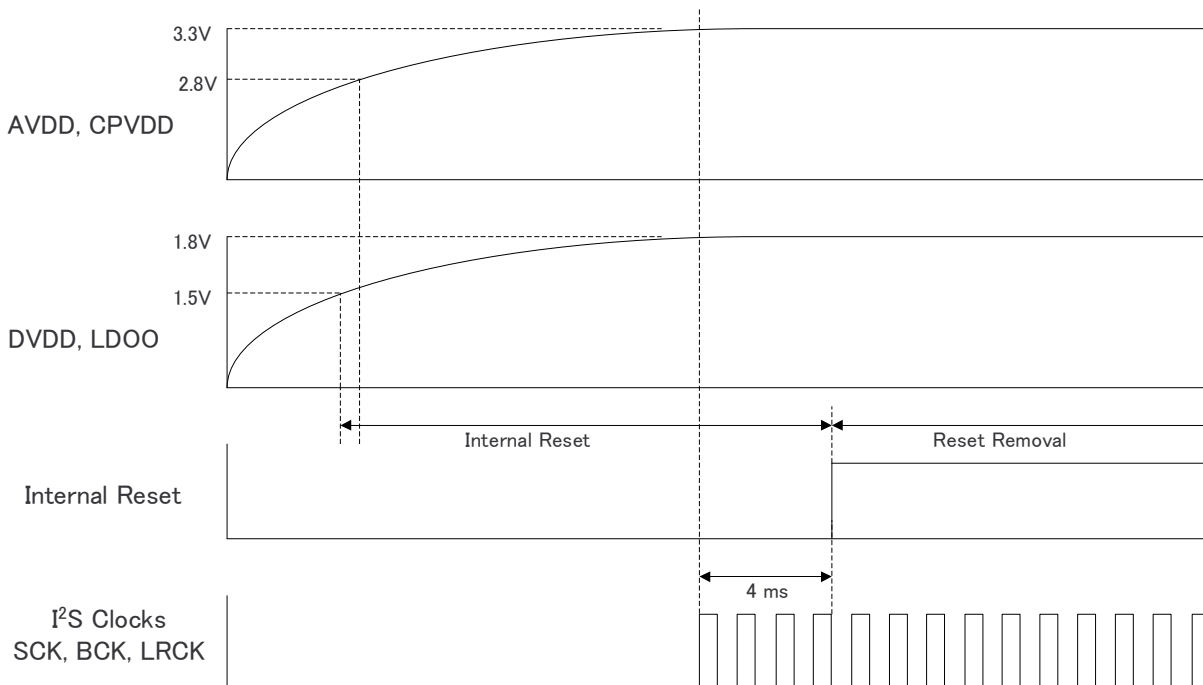 3.3V
2.8V
AVDD, CPVDD
1.8V
1.5V
DVDD, LDOO
Internal Reset
Reset Removal
Internal Reset
4 ms
I²S Clocks
SCK, BCK, LRCK